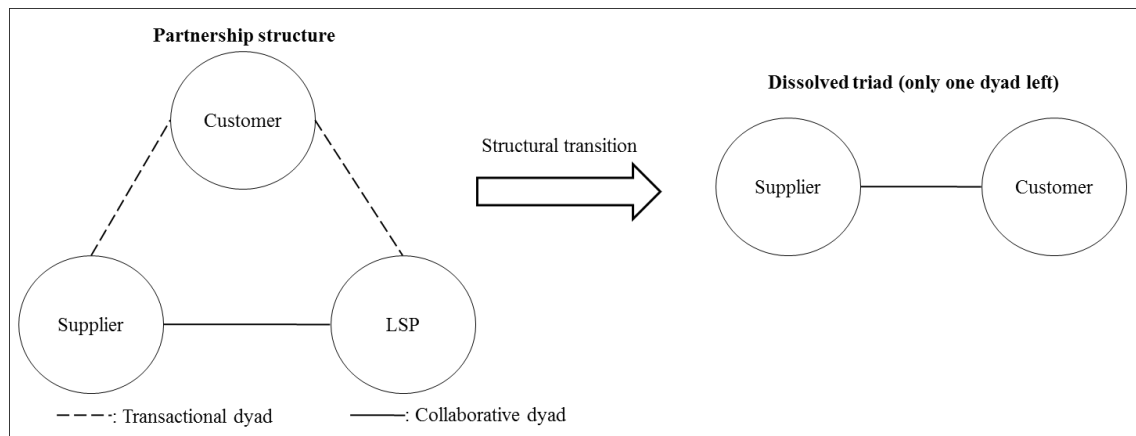 Partnership structure
Customer
Supplier
LSP
Structural transition
Dissolved triad (only one dyad left)
Supplier
Customer
: Transactional dyad
: Collaborative dyad